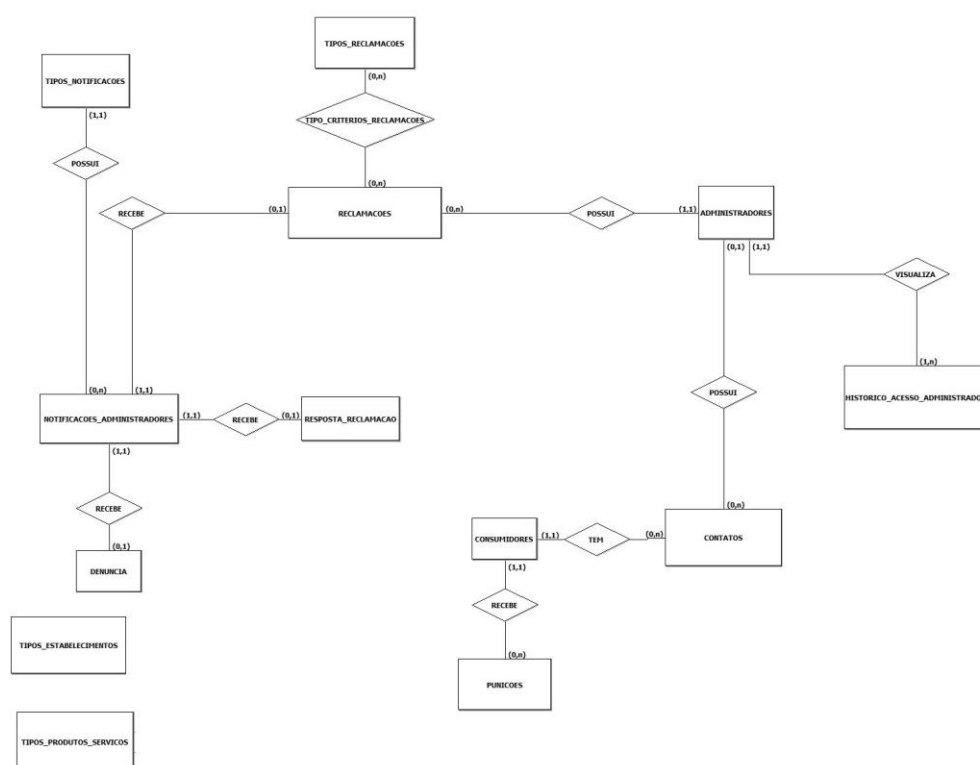 TIPOS_RECLAMACOES
(0,n)
TIPO_CRITERIOS_RECLAMACOES
(0,n)
TIPOS_NOTIFICACOES
(1,1)
POSSUI
RECEBE
(0,1)
RECLAMACOES
(0,n)
POSSUI
(1,1)
ADMINISTRADORES
(0,1)
(1,1)
VISUALIZA
(1,n)
HISTORICO_ACESSO_ADMINISTRADO
POSSUI
(0,n)
(1,1)
NOTIFICACOES_ADMINISTRADORES
(1,1)
RECEBE
(0,1)
RESPOSTA_RECLAMACAO
(1,1)
RECEBE
(0,1)
DENUNCIA
(0,n)
CONTATOS
CONSUMIDORES
(1,1)
TEM
(0,n)
(1,1)
RECEBE
(0,n)
PUNICOES
TIPOS_ESTABELECIMENTOS
TIPOS_PRODUTOS_SERVICOS